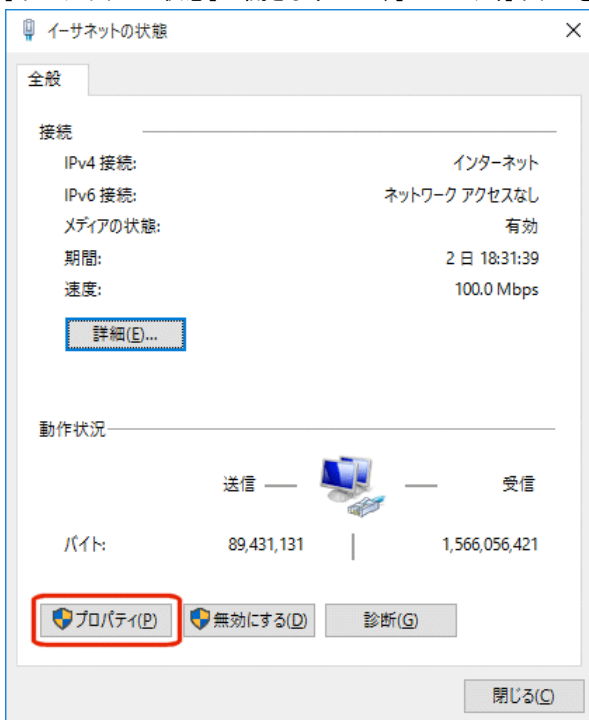 イーサネットの状態
全般
接続
IPv4 接続: インターネット
IPv6 接続: ネットワーク アクセスなし
メディアの状態: 有効
期間: 2 日 18:31:39
速度: 100.0 Mbps
詳細(E)...
動作状況
送信 受信
バイト: 89,431,131 1,566,056,421
プロパティ(P) 無効にする(D) 診断(G)
閉じる(C)